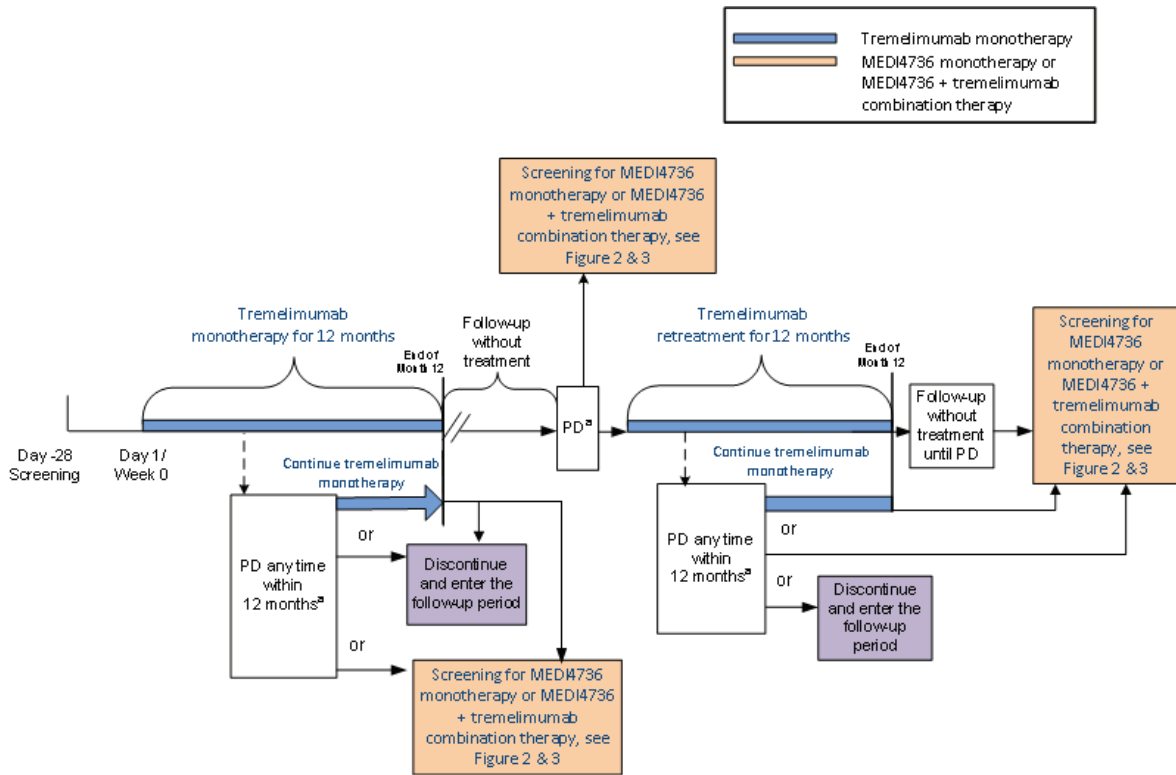 Tremelimumab monotherapy
MEDI4736 monotherapy or
MEDI4736 + tremelimumab
combination therapy
Screening for MEDI4736
monotherapy or MEDI4736
+ tremelimumab
combination therapy, see
Figure 2 & 3
Tremelimumab
monotherapy for 12 months
End of
Month 12
Follow-up
without
treatment
PDa
Tremelimumab
retreatment for 12 months
End of
Month 12
Follow-up
without
treatment
until PD
Screening for
MEDI4736
monotherapy or
MEDI4736 +
tremelimumab
combination
therapy, see
Figure 2 & 3
Day -28
Screening
Day 1/
Week 0
Continue tremelimumab
monotherapy
PD any time
within
12 monthsa
or
Discontinue
and enter the
follow-up period
or
Screening for MEDI4736
monotherapy or MEDI4736
+ tremelimumab
combination therapy, see
Figure 2 & 3
Continue tremelimumab
monotherapy
PD any time
within
12 monthsa
or
or
Discontinue
and enter the
follow-up
period